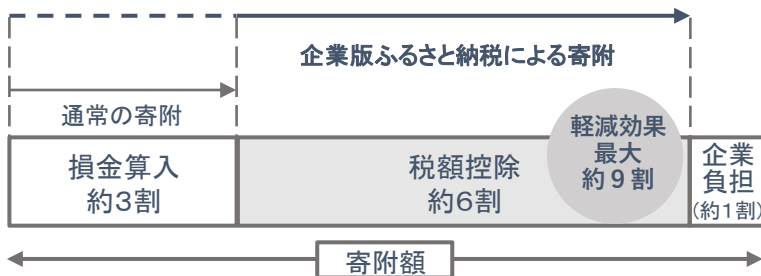 企業版ふるさと納税による寄附
通常の寄附
損金算入
約3割
税額控除
約6割
軽減効果
最大
約9割
企業
負担
(約1割)
寄附額